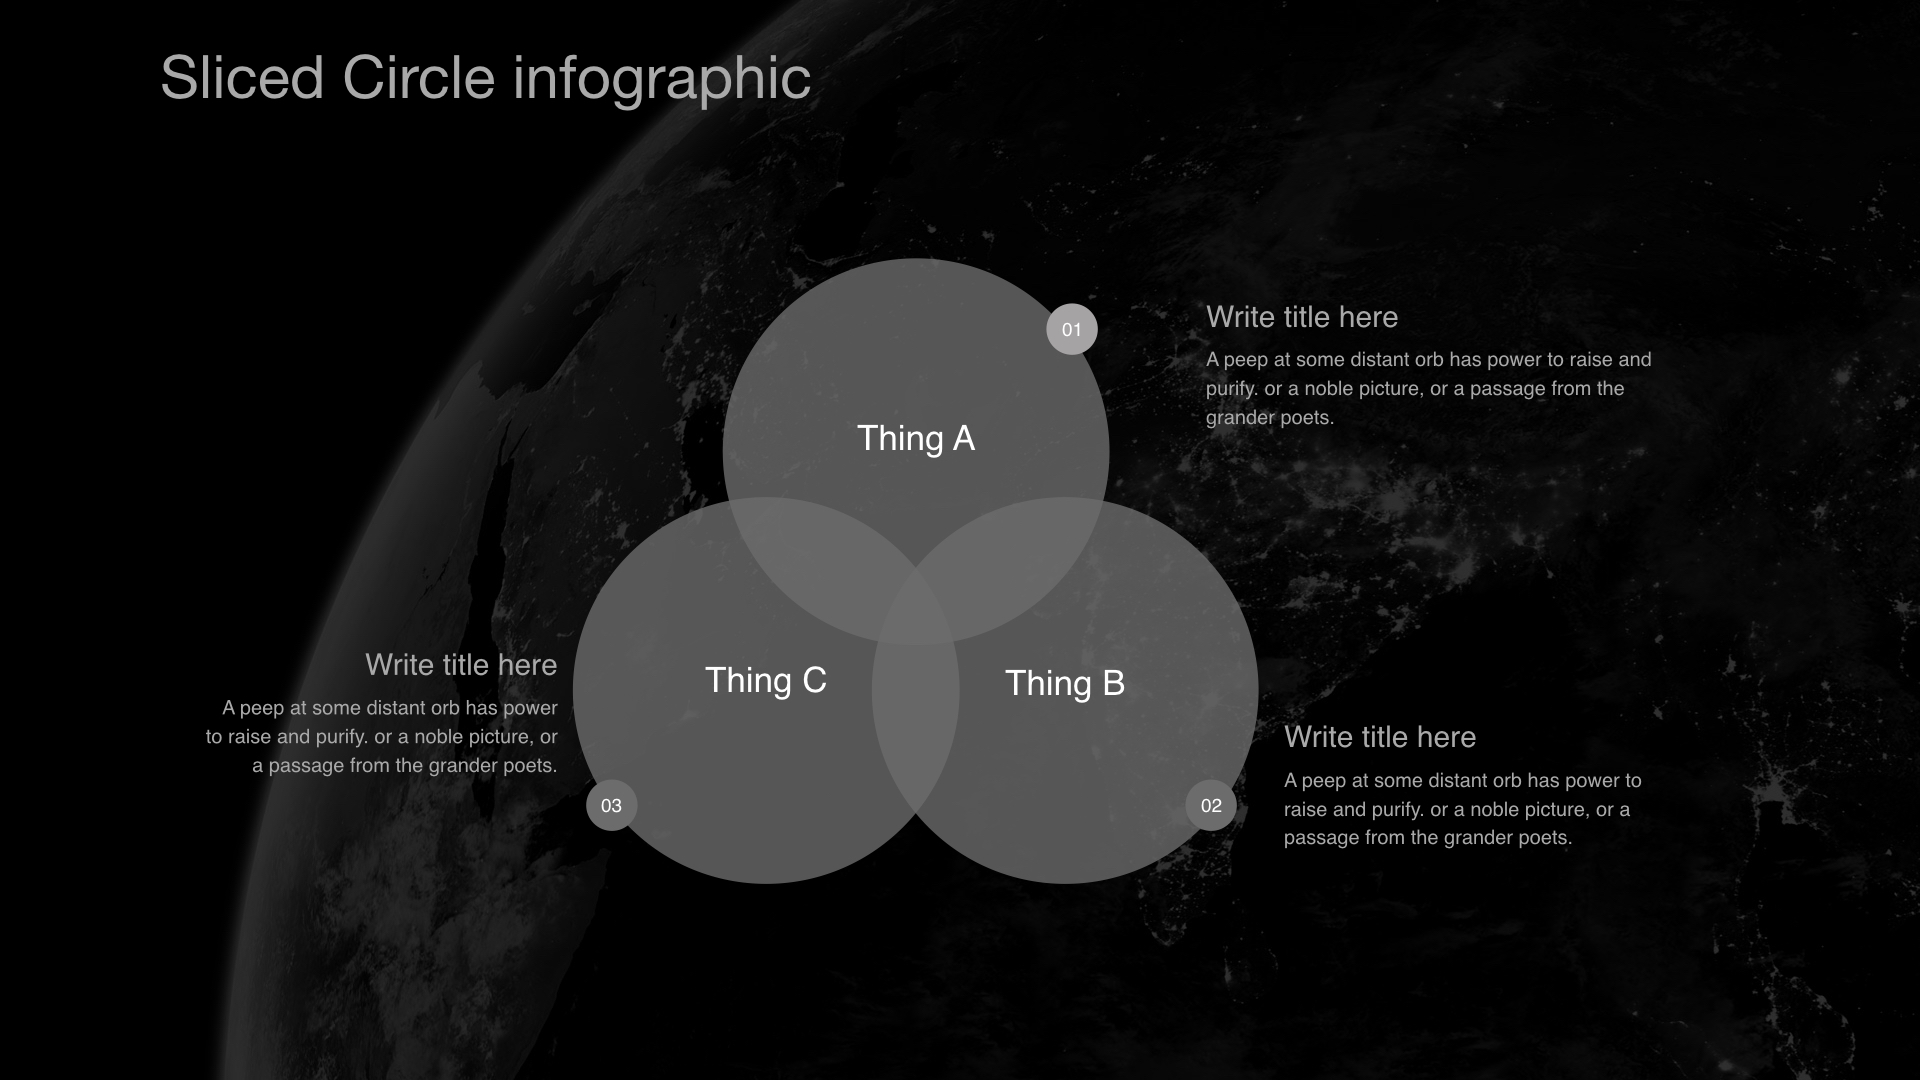 Sliced Circle infographic
01
Write title here
A peep at some distant orb has power to raise and
purify. or a noble picture, or a passage from the
grander poets.
Thing A
Thing C
Thing B
Write title here
A peep at some distant orb has power
to raise and purify. or a noble picture, or
a passage from the grander poets.
03
02
Write title here
A peep at some distant orb has power to
raise and purify. or a noble picture, or a
passage from the grander poets.